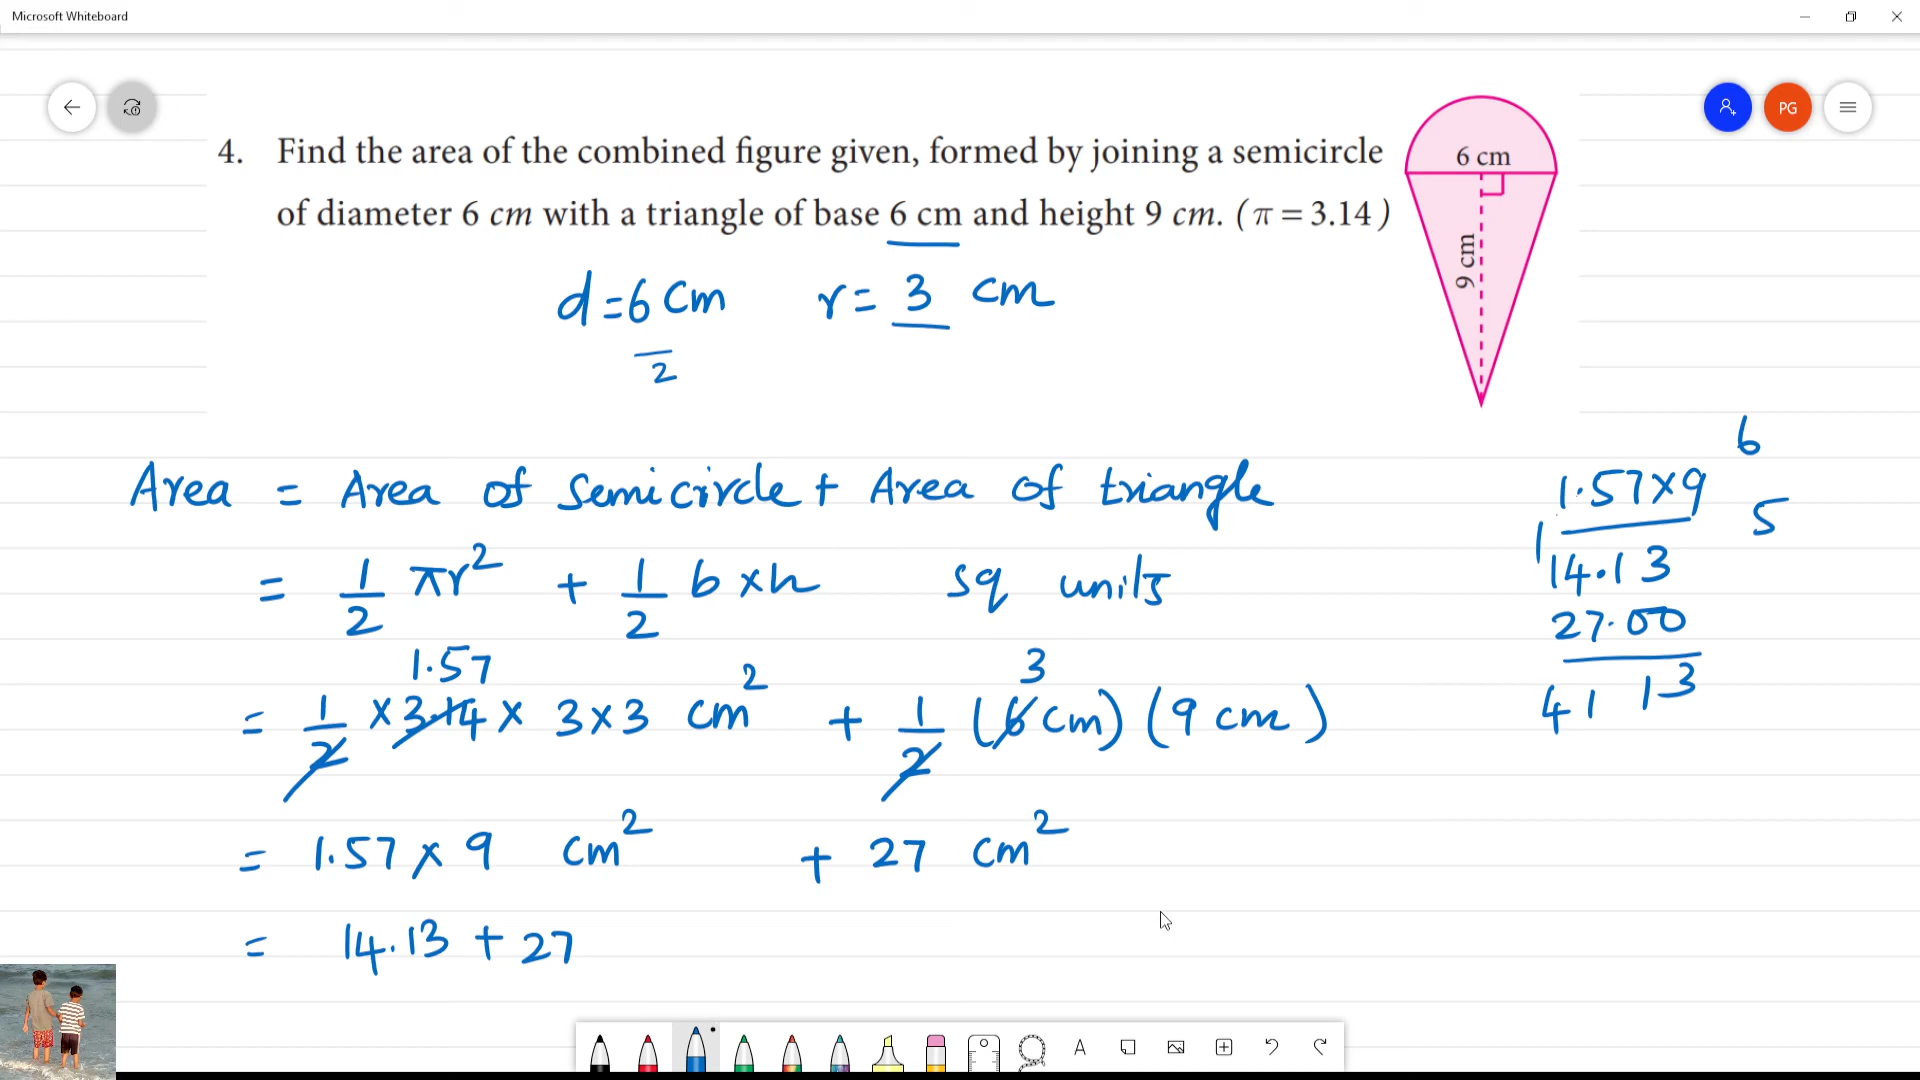 Microsoft Whiteboard
PG
4. Find the area of the combined figure given, formed by joining a semicircle
of diameter 6 cm with a triangle of base 6 cm and height 9 cm. (π = 3.14)
6 cm
9 cm
d = 6 cm r = 3 cm
2
Area = Area of semicircle + Area of triangle
= 1/2 πr² + 1/2 b × h sq units
1.57 3
= 1/2 × 3.14 × 3 × 3 cm² + 1/2 (6 cm) (9 cm)
= 1.57 × 9 cm² + 27 cm²
= 14.13 + 27
6
1.57 × 9
5
1
14.13
27.00
41 13
A